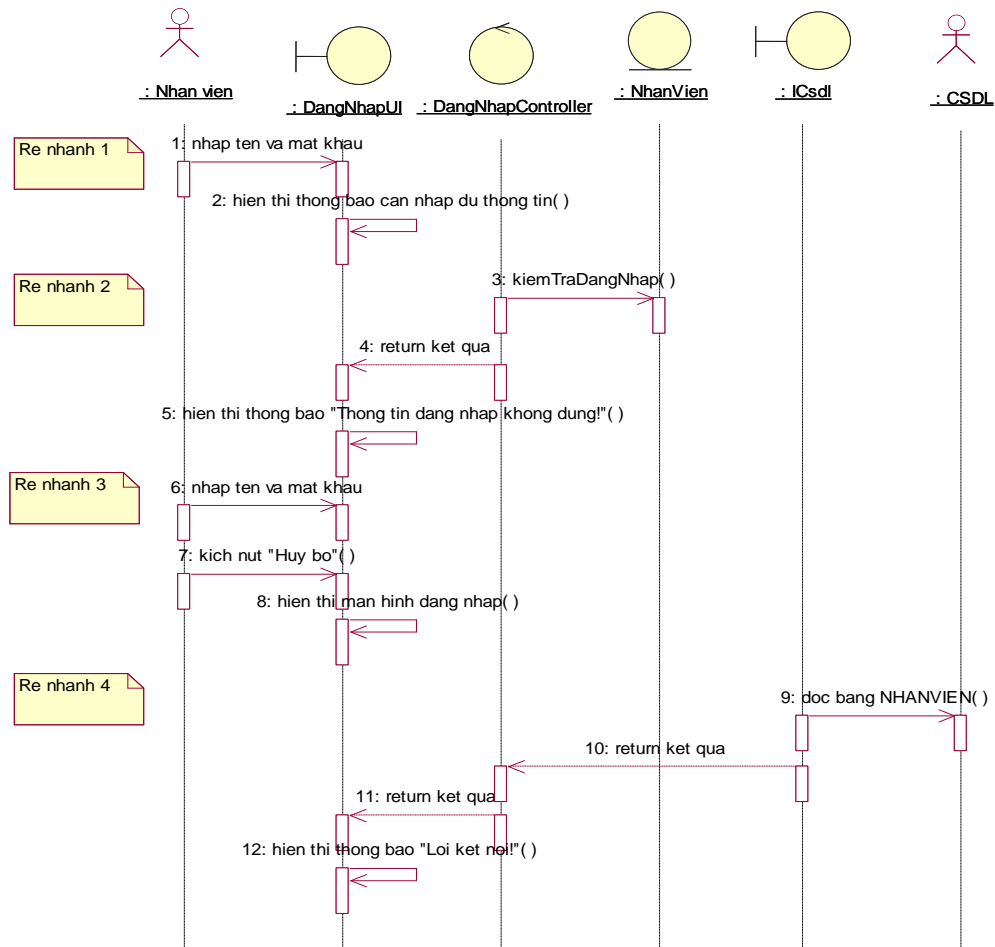 : Nhan vien
: DangNhapUI
: DangNhapController
: NhanVien
: ICsdl
: CSDL
Re nhanh 1
1: nhap ten va mat khau
2: hien thi thong bao can nhap du thong tin( )
Re nhanh 2
3: kiemTraDangNhap( )
4: return ket qua
5: hien thi thong bao "Thong tin dang nhap khong dung!"( )
Re nhanh 3
6: nhap ten va mat khau
7: kich nut "Huy bo"( )
8: hien thi man hinh dang nhap( )
Re nhanh 4
9: doc bang NHANVIEN( )
10: return ket qua
11: return ket qua
12: hien thi thong bao "Loi ket noi!"( )